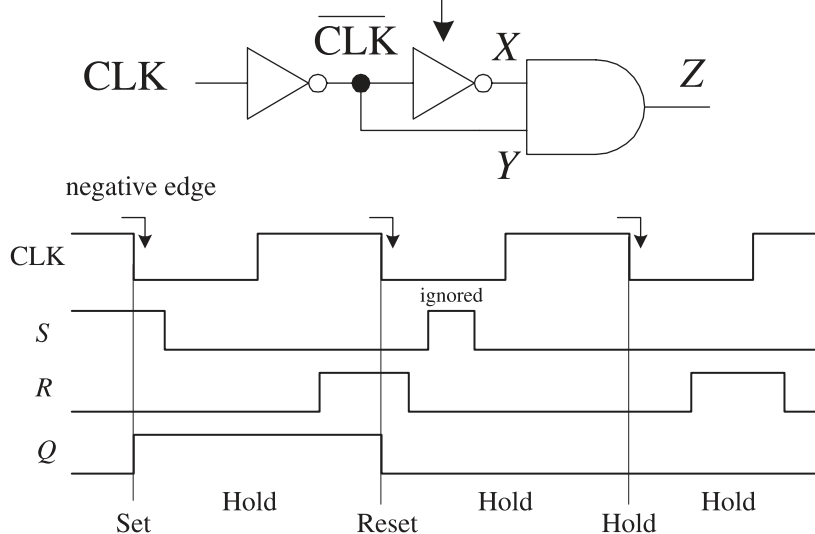 CLK
CLK
X
Y
Z
negative edge
CLK
ignored
S
R
Q
Hold
Hold
Hold
Set
Reset
Hold